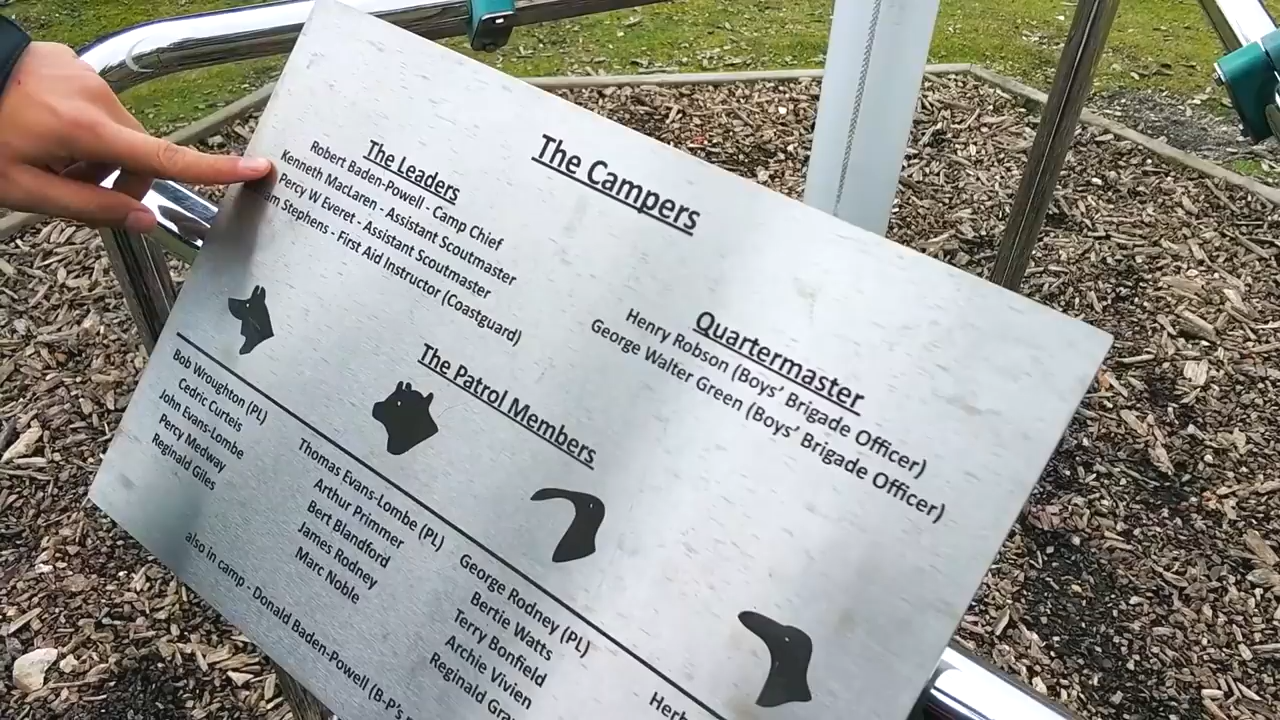 The Campers
The Leaders
Robert Baden-Powell - Camp Chief
Kenneth MacLaren - Assistant Scoutmaster
Percy W Everet - Assistant Scoutmaster
Stephens - First Aid Instructor (Coastguard)
Quartermaster
Henry Robson (Boys' Brigade Officer)
George Walter Green (Boys' Brigade Officer)
The Patrol Members
Bob Wroughton (PL)
Cedric Curteis
John Evans-Lombe
Percy Medway
Reginald Giles
Thomas Evans-Lombe (PL)
Arthur Primmer
Bert Blandford
James Rodney
Marc Noble
George Rodney (PL)
Bertie Watts
Terry Bonfield
Archie Vivien
Reginald
also in camp - Donald Baden-Powell (B-P's